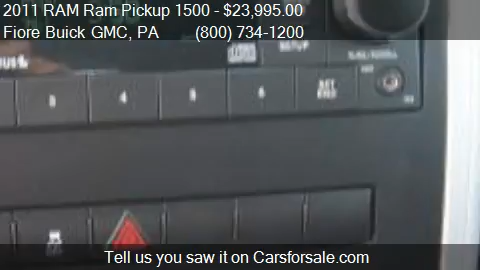 2011 RAM Ram Pickup 1500 - $23,995.00
Fiore Buick GMC, PA (800) 734-1200
SETUP
3 4 5 6
Tell us you saw it on Carsforsale.com